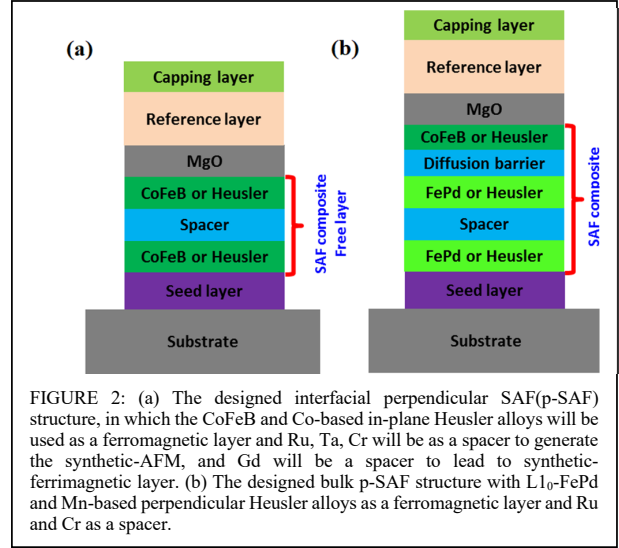 (a)
Capping layer
Reference layer
MgO
CoFeB or Heusler
Spacer
CoFeB or Heusler
Seed layer
Substrate
SAF composite
Free layer
(b)
Capping layer
Reference layer
MgO
CoFeB or Heusler
Diffusion barrier
FePd or Heusler
Spacer
FePd or Heusler
Seed layer
Substrate
SAF composite
FIGURE 2: (a) The designed interfacial perpendicular SAF(p-SAF)
structure, in which the CoFeB and Co-based in-plane Heusler alloys will be
used as a ferromagnetic layer and Ru, Ta, Cr will be as a spacer to generate
the synthetic-AFM, and Gd will be a spacer to lead to synthetic-
ferrimagnetic layer. (b) The designed bulk p-SAF structure with L1₀-FePd
and Mn-based perpendicular Heusler alloys as a ferromagnetic layer and Ru
and Cr as a spacer.